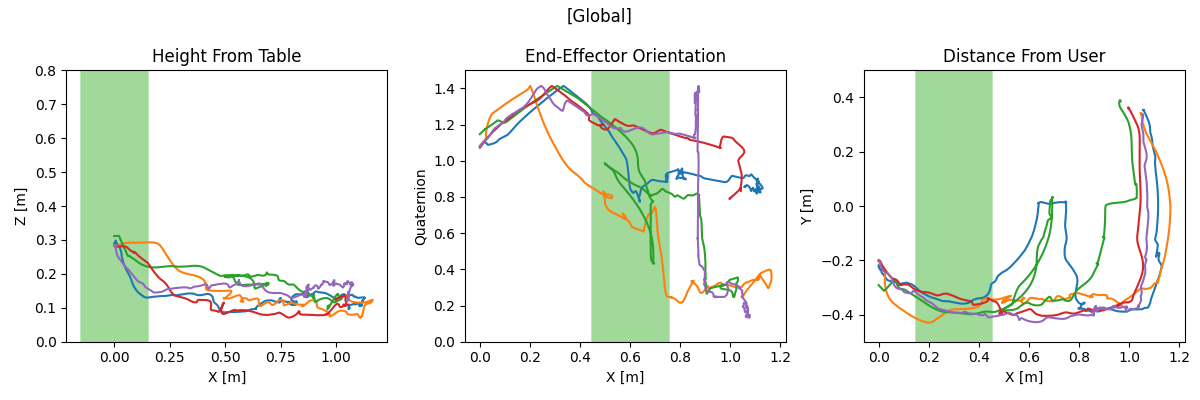 [Global]
Height From Table
End-Effector Orientation
Distance From User
0.8
0.7
0.6
0.5
0.4
0.3
0.2
0.1
0.0
Z [m]
0.00 0.25 0.50 0.75 1.00
X [m]
1.4
1.2
1.0
0.8
0.6
0.4
0.2
0.0
Quaternion
0.0 0.2 0.4 0.6 0.8 1.0 1.2
X [m]
0.4
0.2
0.0
−0.2
−0.4
Y [m]
0.0 0.2 0.4 0.6 0.8 1.0 1.2
X [m]